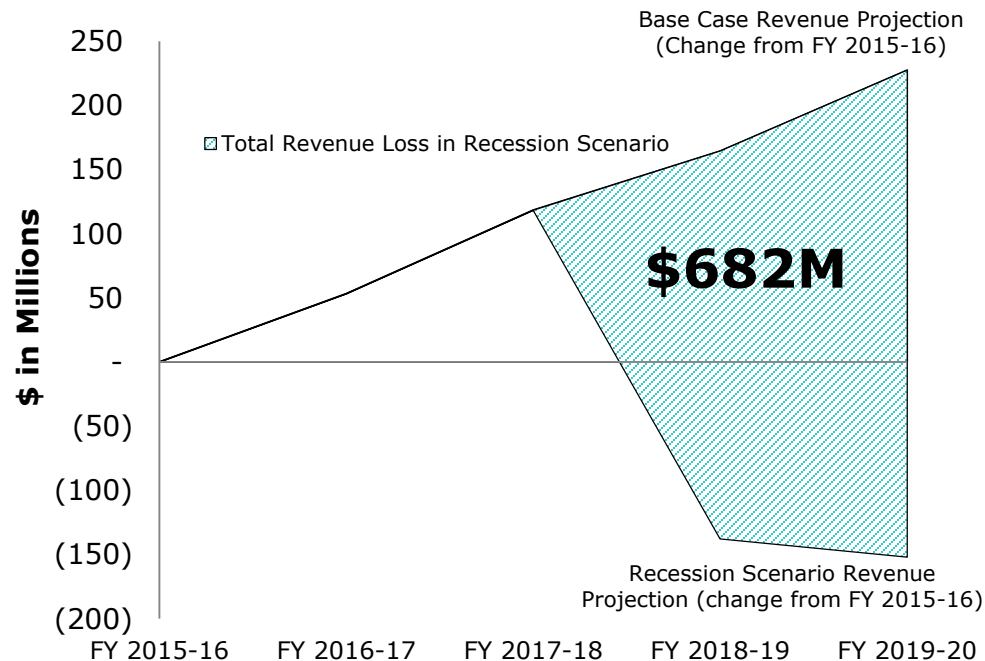 Base Case Revenue Projection
(Change from FY 2015-16)
250
200
150
100
50
-
(50)
(100)
(150)
(200)
$ in Millions
Total Revenue Loss in Recession Scenario
$682M
Recession Scenario Revenue
Projection (change from FY 2015-16)
FY 2015-16 FY 2016-17 FY 2017-18 FY 2018-19 FY 2019-20